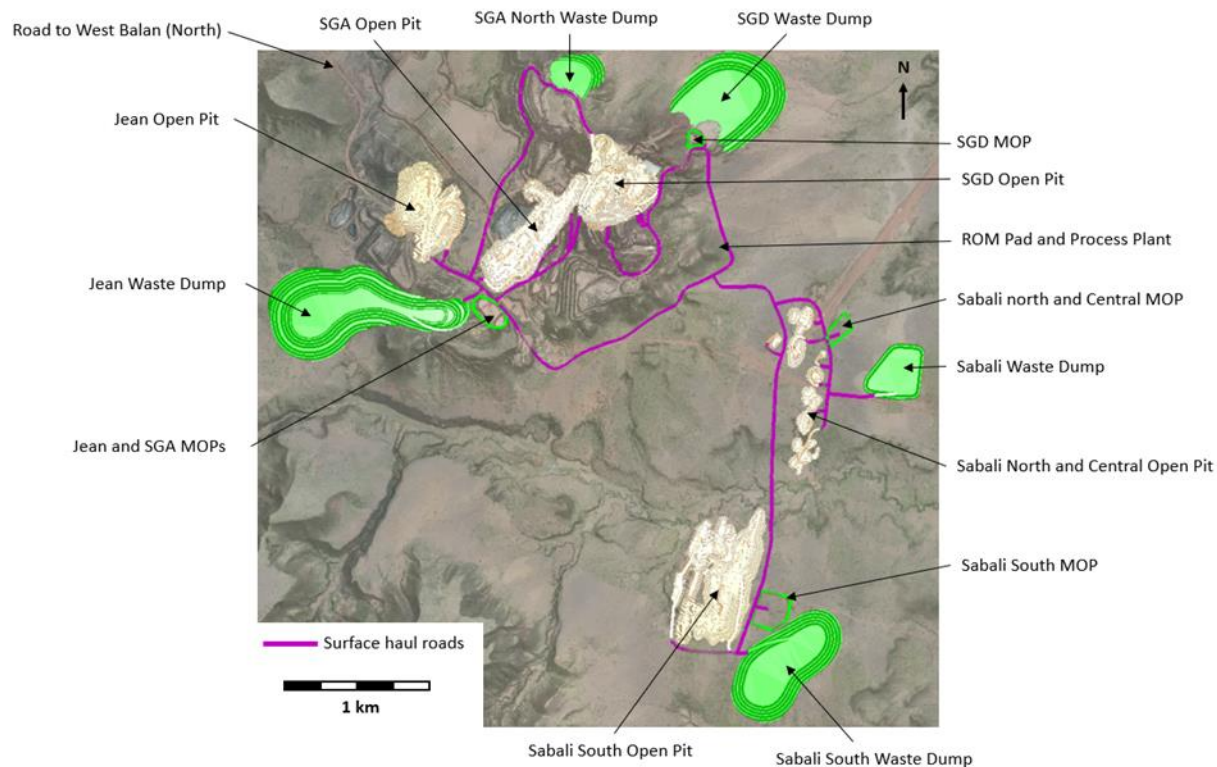 SGA North Waste Dump
SGD Waste Dump
SGA Open Pit
Road to West Balan (North)
N
Jean Open Pit
SGD MOP
SGD Open Pit
ROM Pad and Process Plant
Jean Waste Dump
Sabali north and Central MOP
Sabali Waste Dump
Jean and SGA MOPs
Sabali North and Central Open Pit
Sabali South MOP
Surface haul roads
1 km
Sabali South Open Pit
Sabali South Waste Dump